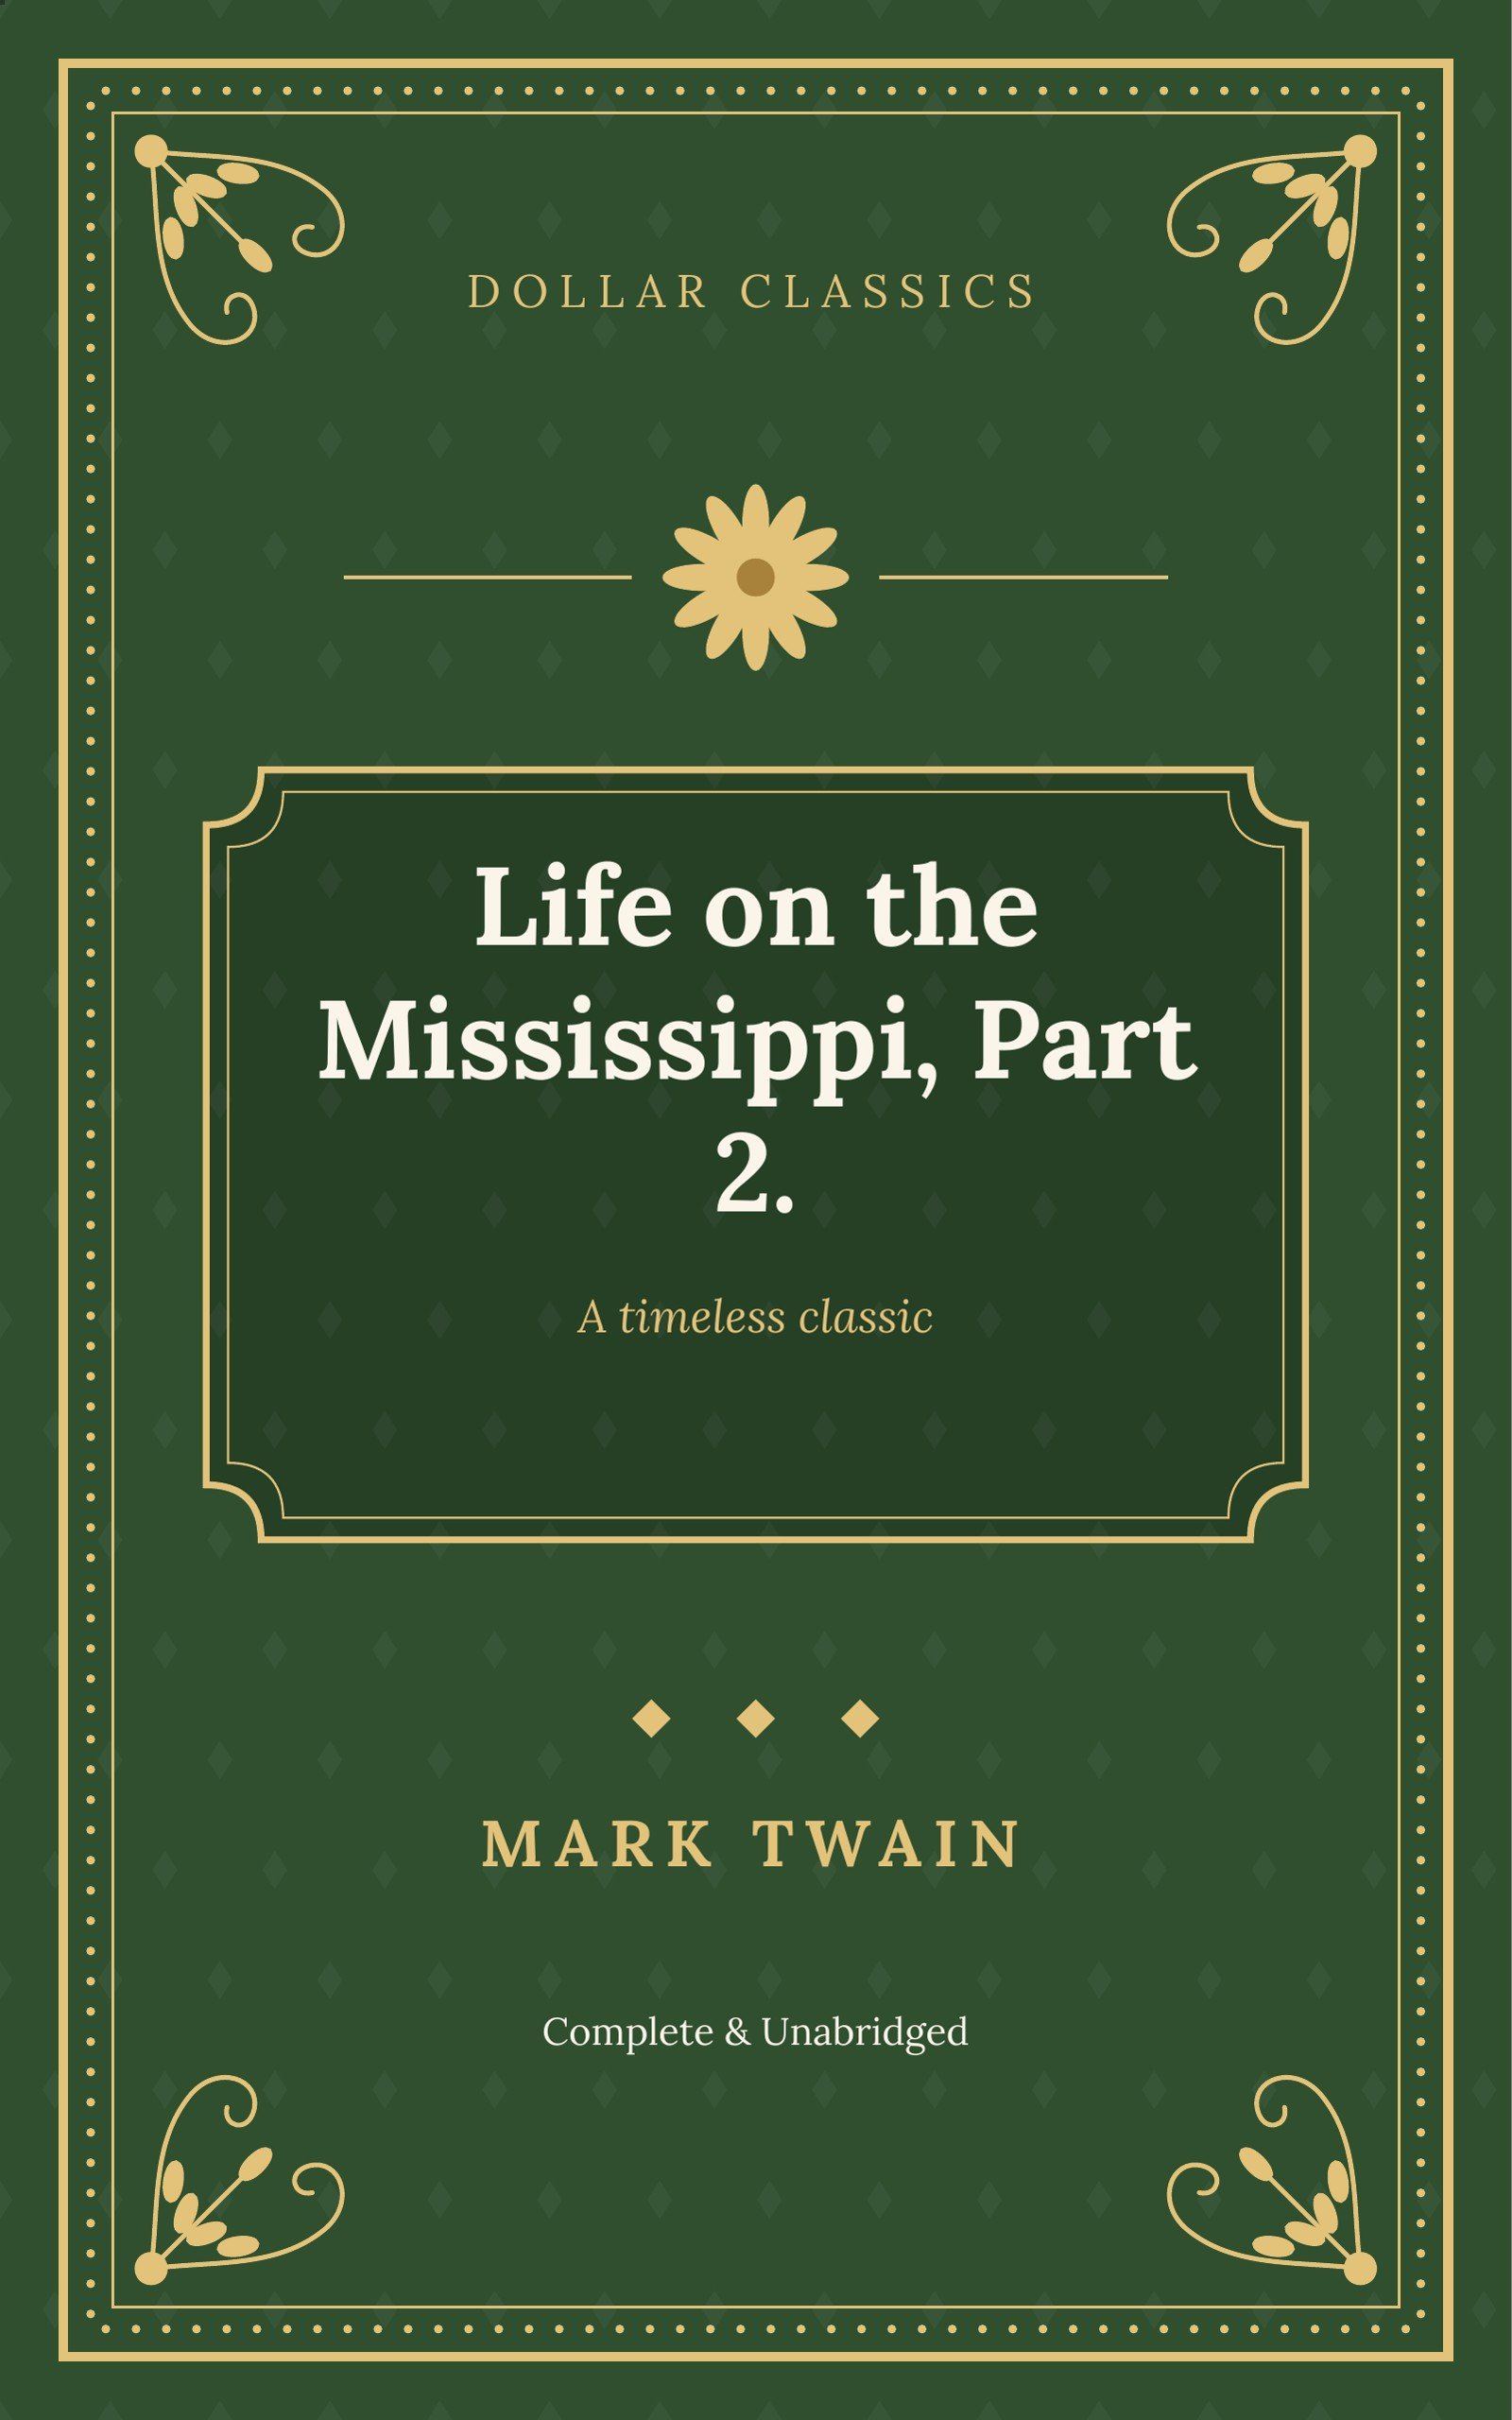 DOLLAR CLASSICS
Life on the
Mississippi, Part
2.
A timeless classic
MARK TWAIN
Complete & Unabridged